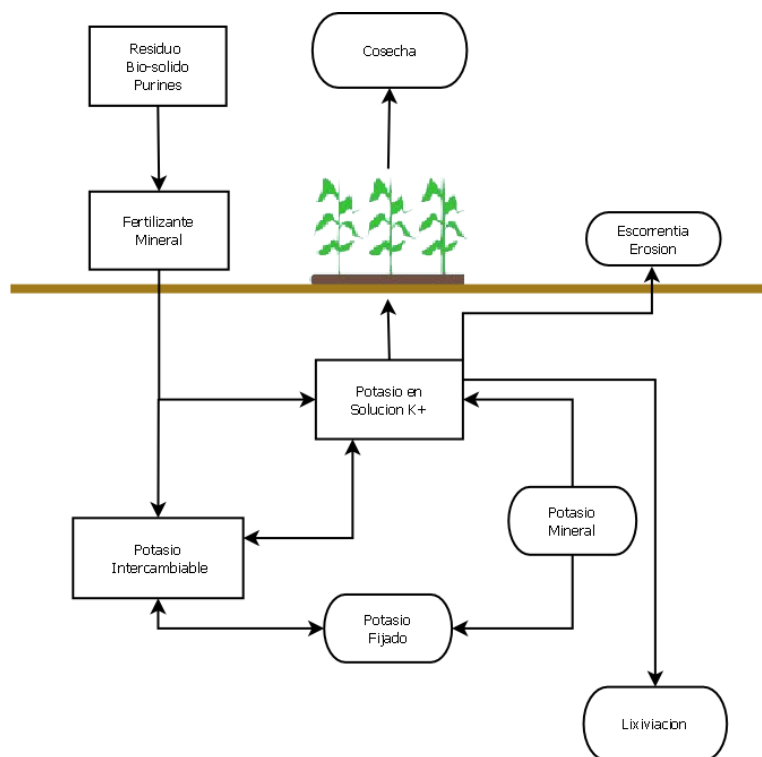 Residuo
Bio-solido
Purines
Cosecha
Fertilizante
Mineral
Escorrentia
Erosion
Potasio en
Solucion K+
Potasio
Mineral
Potasio
Intercambiable
Potasio
Fijado
Lixiviacion